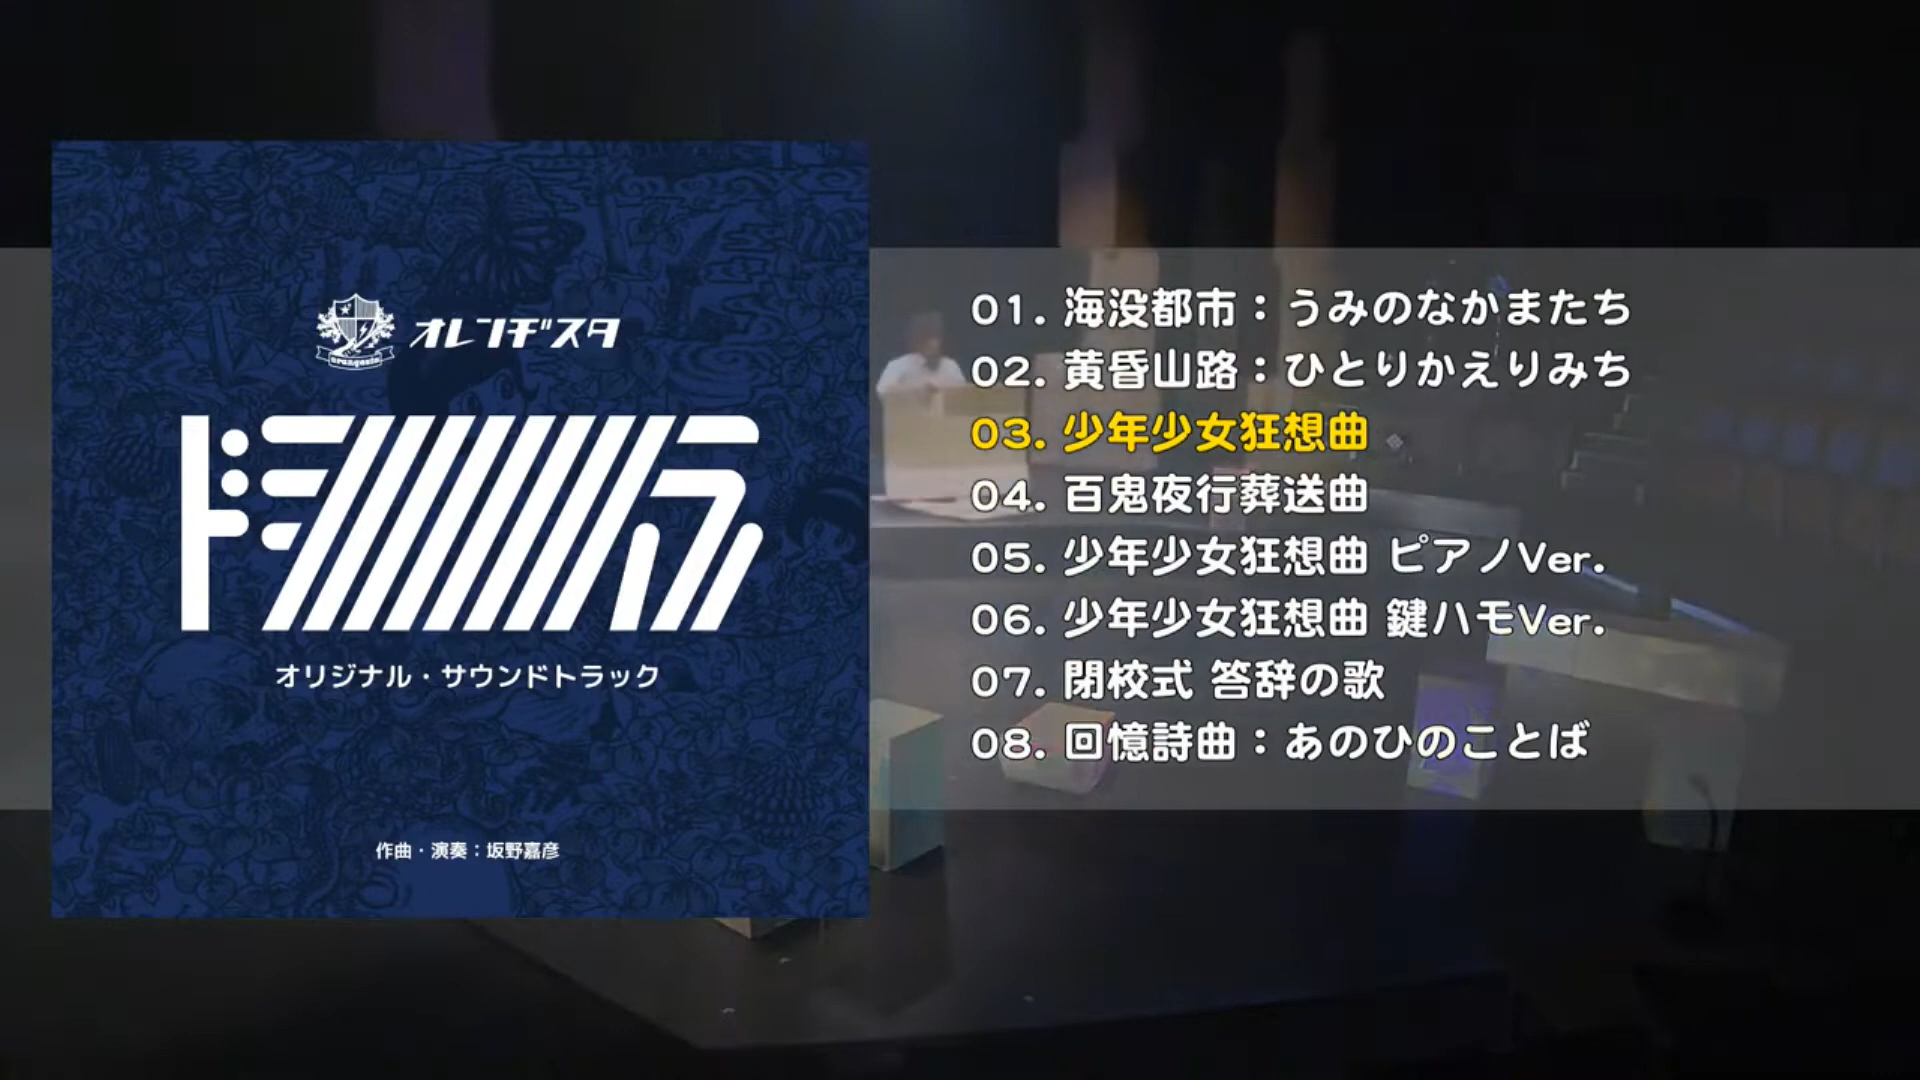 オレンヂスタ
オリジナル・サウンドトラック
作曲・演奏：坂野嘉彦
01. 海没都市：うみのなかまたち
02. 黄昏山路：ひとりかえりみち
03. 少年少女狂想曲
04. 百鬼夜行葬送曲
05. 少年少女狂想曲 ピアノVer.
06. 少年少女狂想曲 鍵ハモVer.
07. 閉校式 答辞の歌
08. 回憶詩曲：あのひのことば